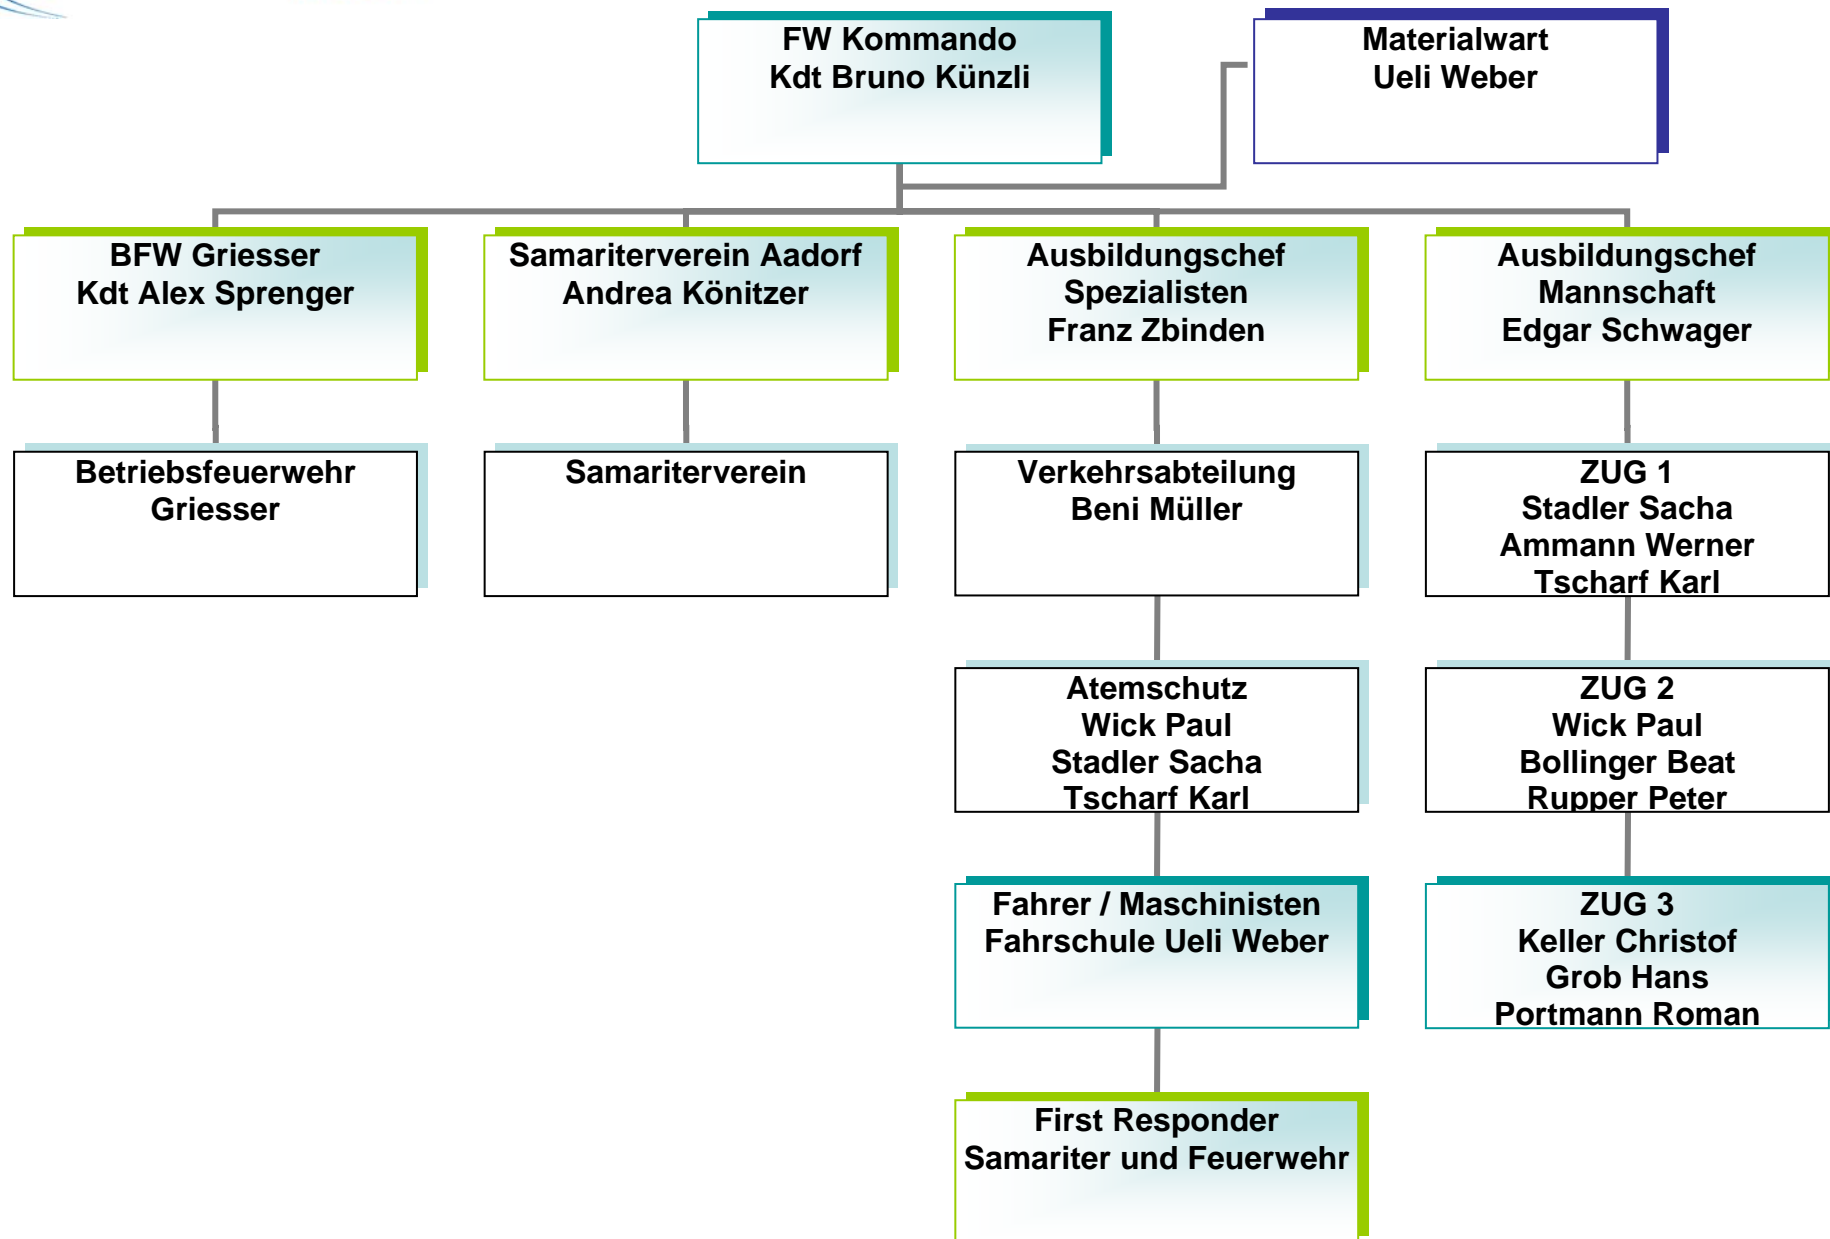 FW Kommando
Kdt Bruno Künzli
Materialwart
Ueli Weber
BFW Griesser
Kdt Alex Sprenger
Samariterverein Aadorf
Andrea Könitzer
Ausbildungschef
Spezialisten
Franz Zbinden
Ausbildungschef
Mannschaft
Edgar Schwager
Betriebsfeuerwehr
Griesser
Samariterverein
Verkehrsabteilung
Beni Müller
ZUG 1
Stadler Sacha
Ammann Werner
Tscharf Karl
Atemschutz
Wick Paul
Stadler Sacha
Tscharf Karl
ZUG 2
Wick Paul
Bollinger Beat
Rupper Peter
Fahrer / Maschinisten
Fahrschule Ueli Weber
ZUG 3
Keller Christof
Grob Hans
Portmann Roman
First Responder
Samariter und Feuerwehr